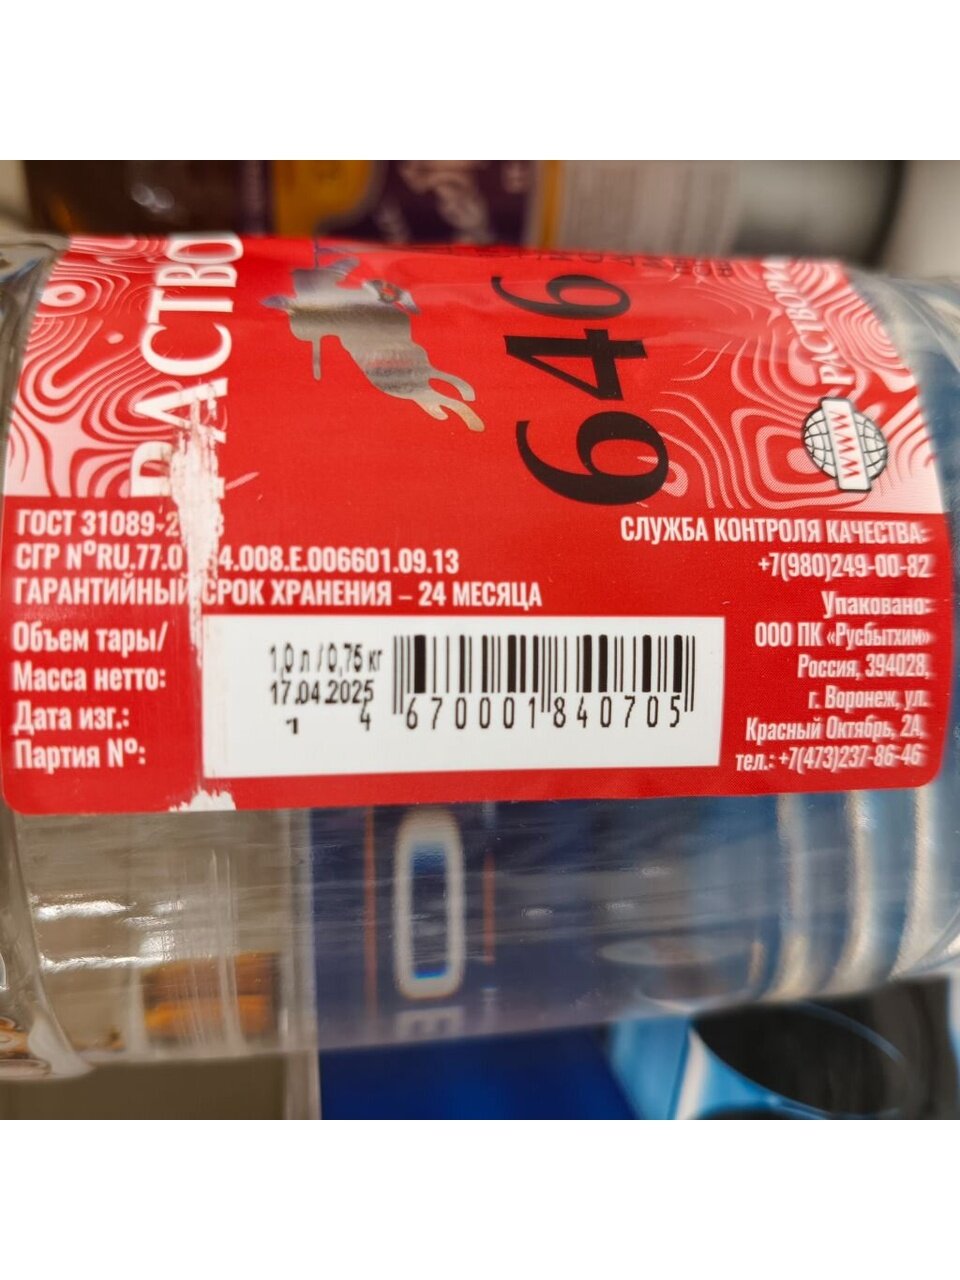 РАСТВО
646
WWW
РАСТВОРИ
ГОСТ 31089-2
СГР №RU.77.0 4.008.Е.006601.09.13
ГАРАНТИЙНЫЙ СРОК ХРАНЕНИЯ – 24 МЕСЯЦА
Объем тары/
Масса нетто:
Дата изг.:
Партия №:
1,0 л / 0,75 кг
17.04.2025
1
4 670001 840705
СЛУЖБА КОНТРОЛЯ КАЧЕСТВА:
+7(980)249-00-82
Упаковано:
ООО ПК «Русбытхим»
Россия, 394028,
г. Воронеж, ул.
Красный Октябрь, 2А,
тел.: +7(473)237-86-46